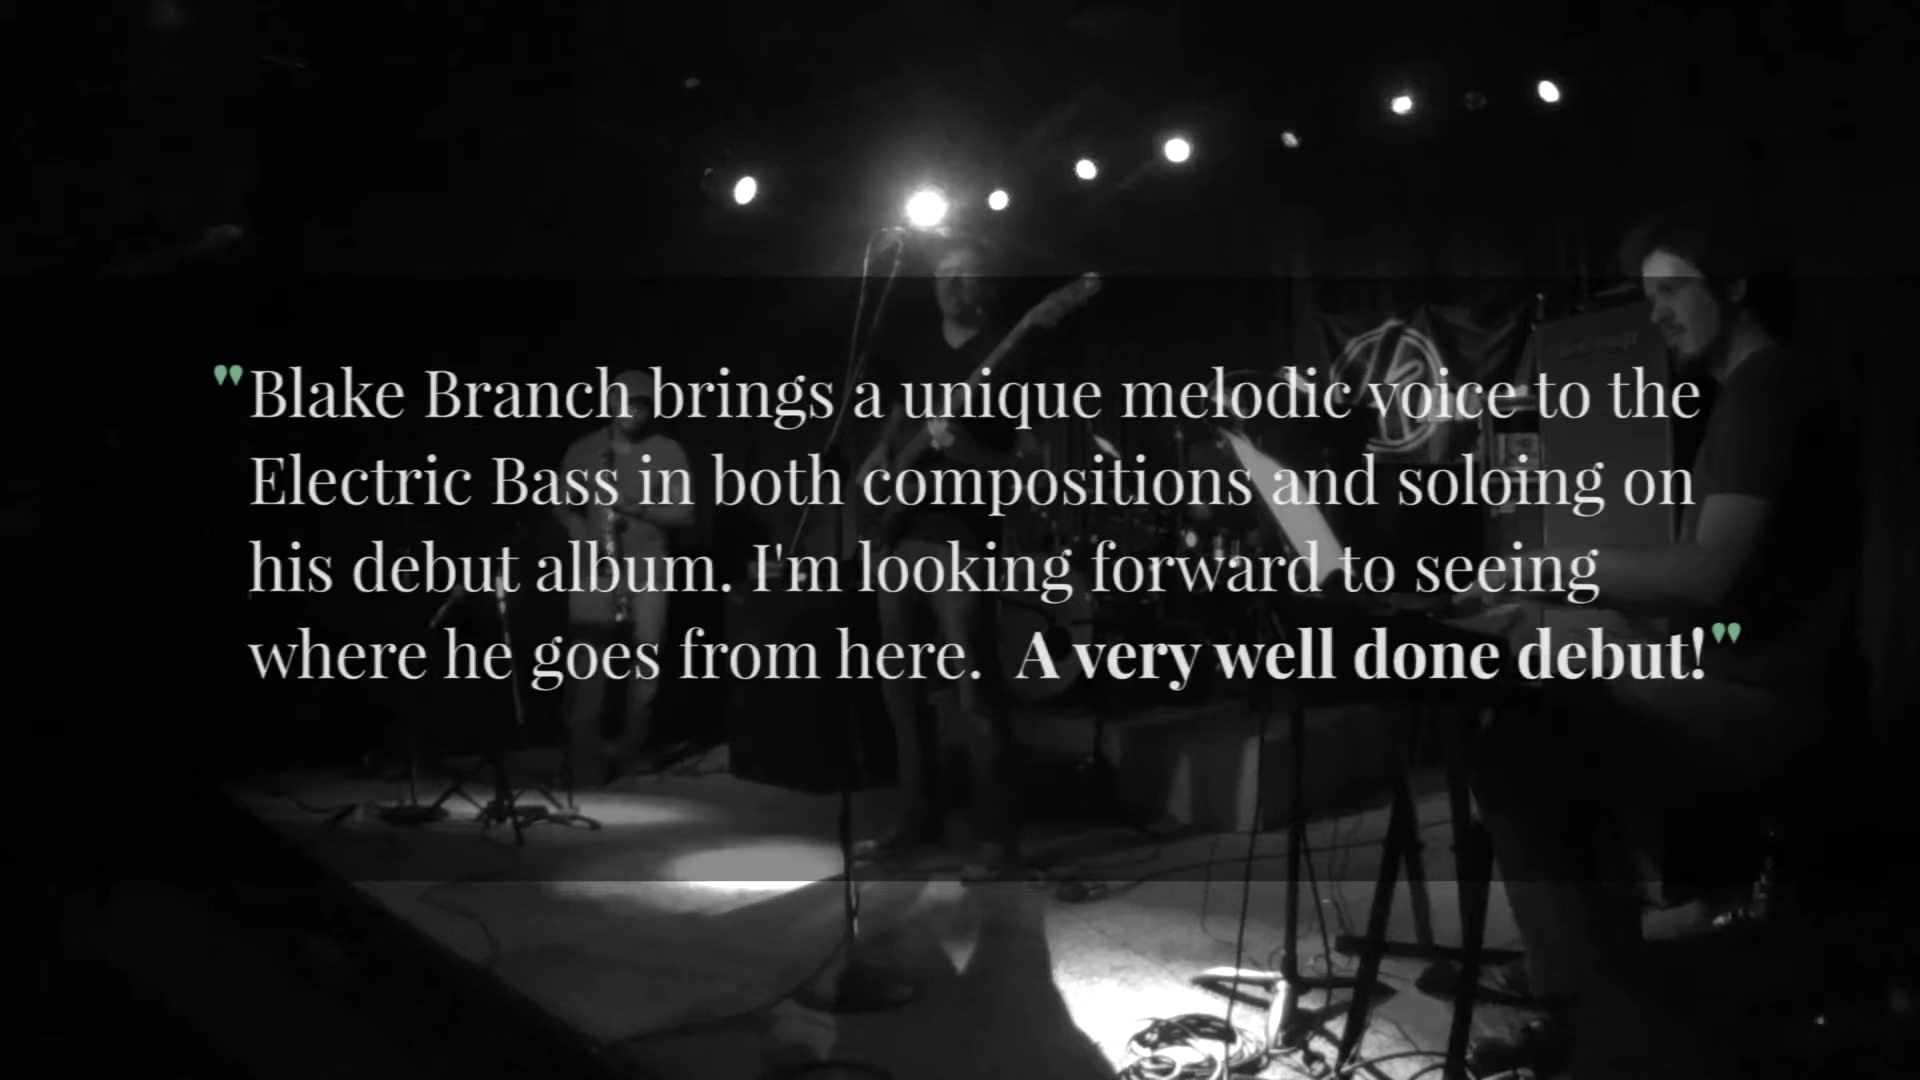 "Blake Branch brings a unique melodic voice to the
Electric Bass in both compositions and soloing on
his debut album. I'm looking forward to seeing
where he goes from here.  A very well done debut!"